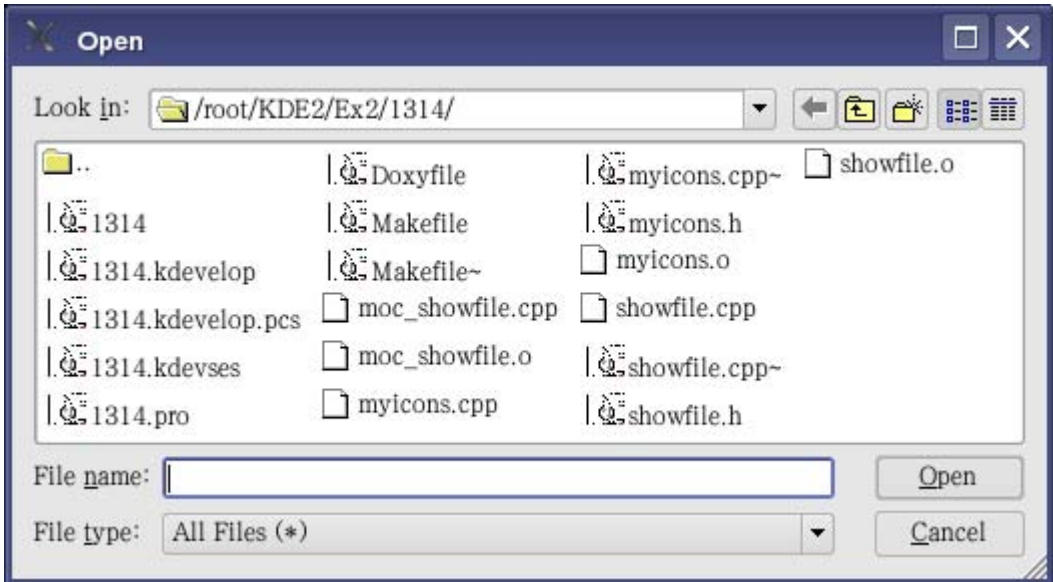 Open
Look in: /root/KDE2/Ex2/1314/
..
1314
1314.kdevelop
1314.kdevelop.pcs
1314.kdevses
1314.pro
Doxyfile
Makefile
Makefile~
moc_showfile.cpp
moc_showfile.o
myicons.cpp
myicons.cpp~
myicons.h
myicons.o
showfile.cpp
showfile.cpp~
showfile.h
showfile.o
File name: Open
File type: All Files (*) Cancel